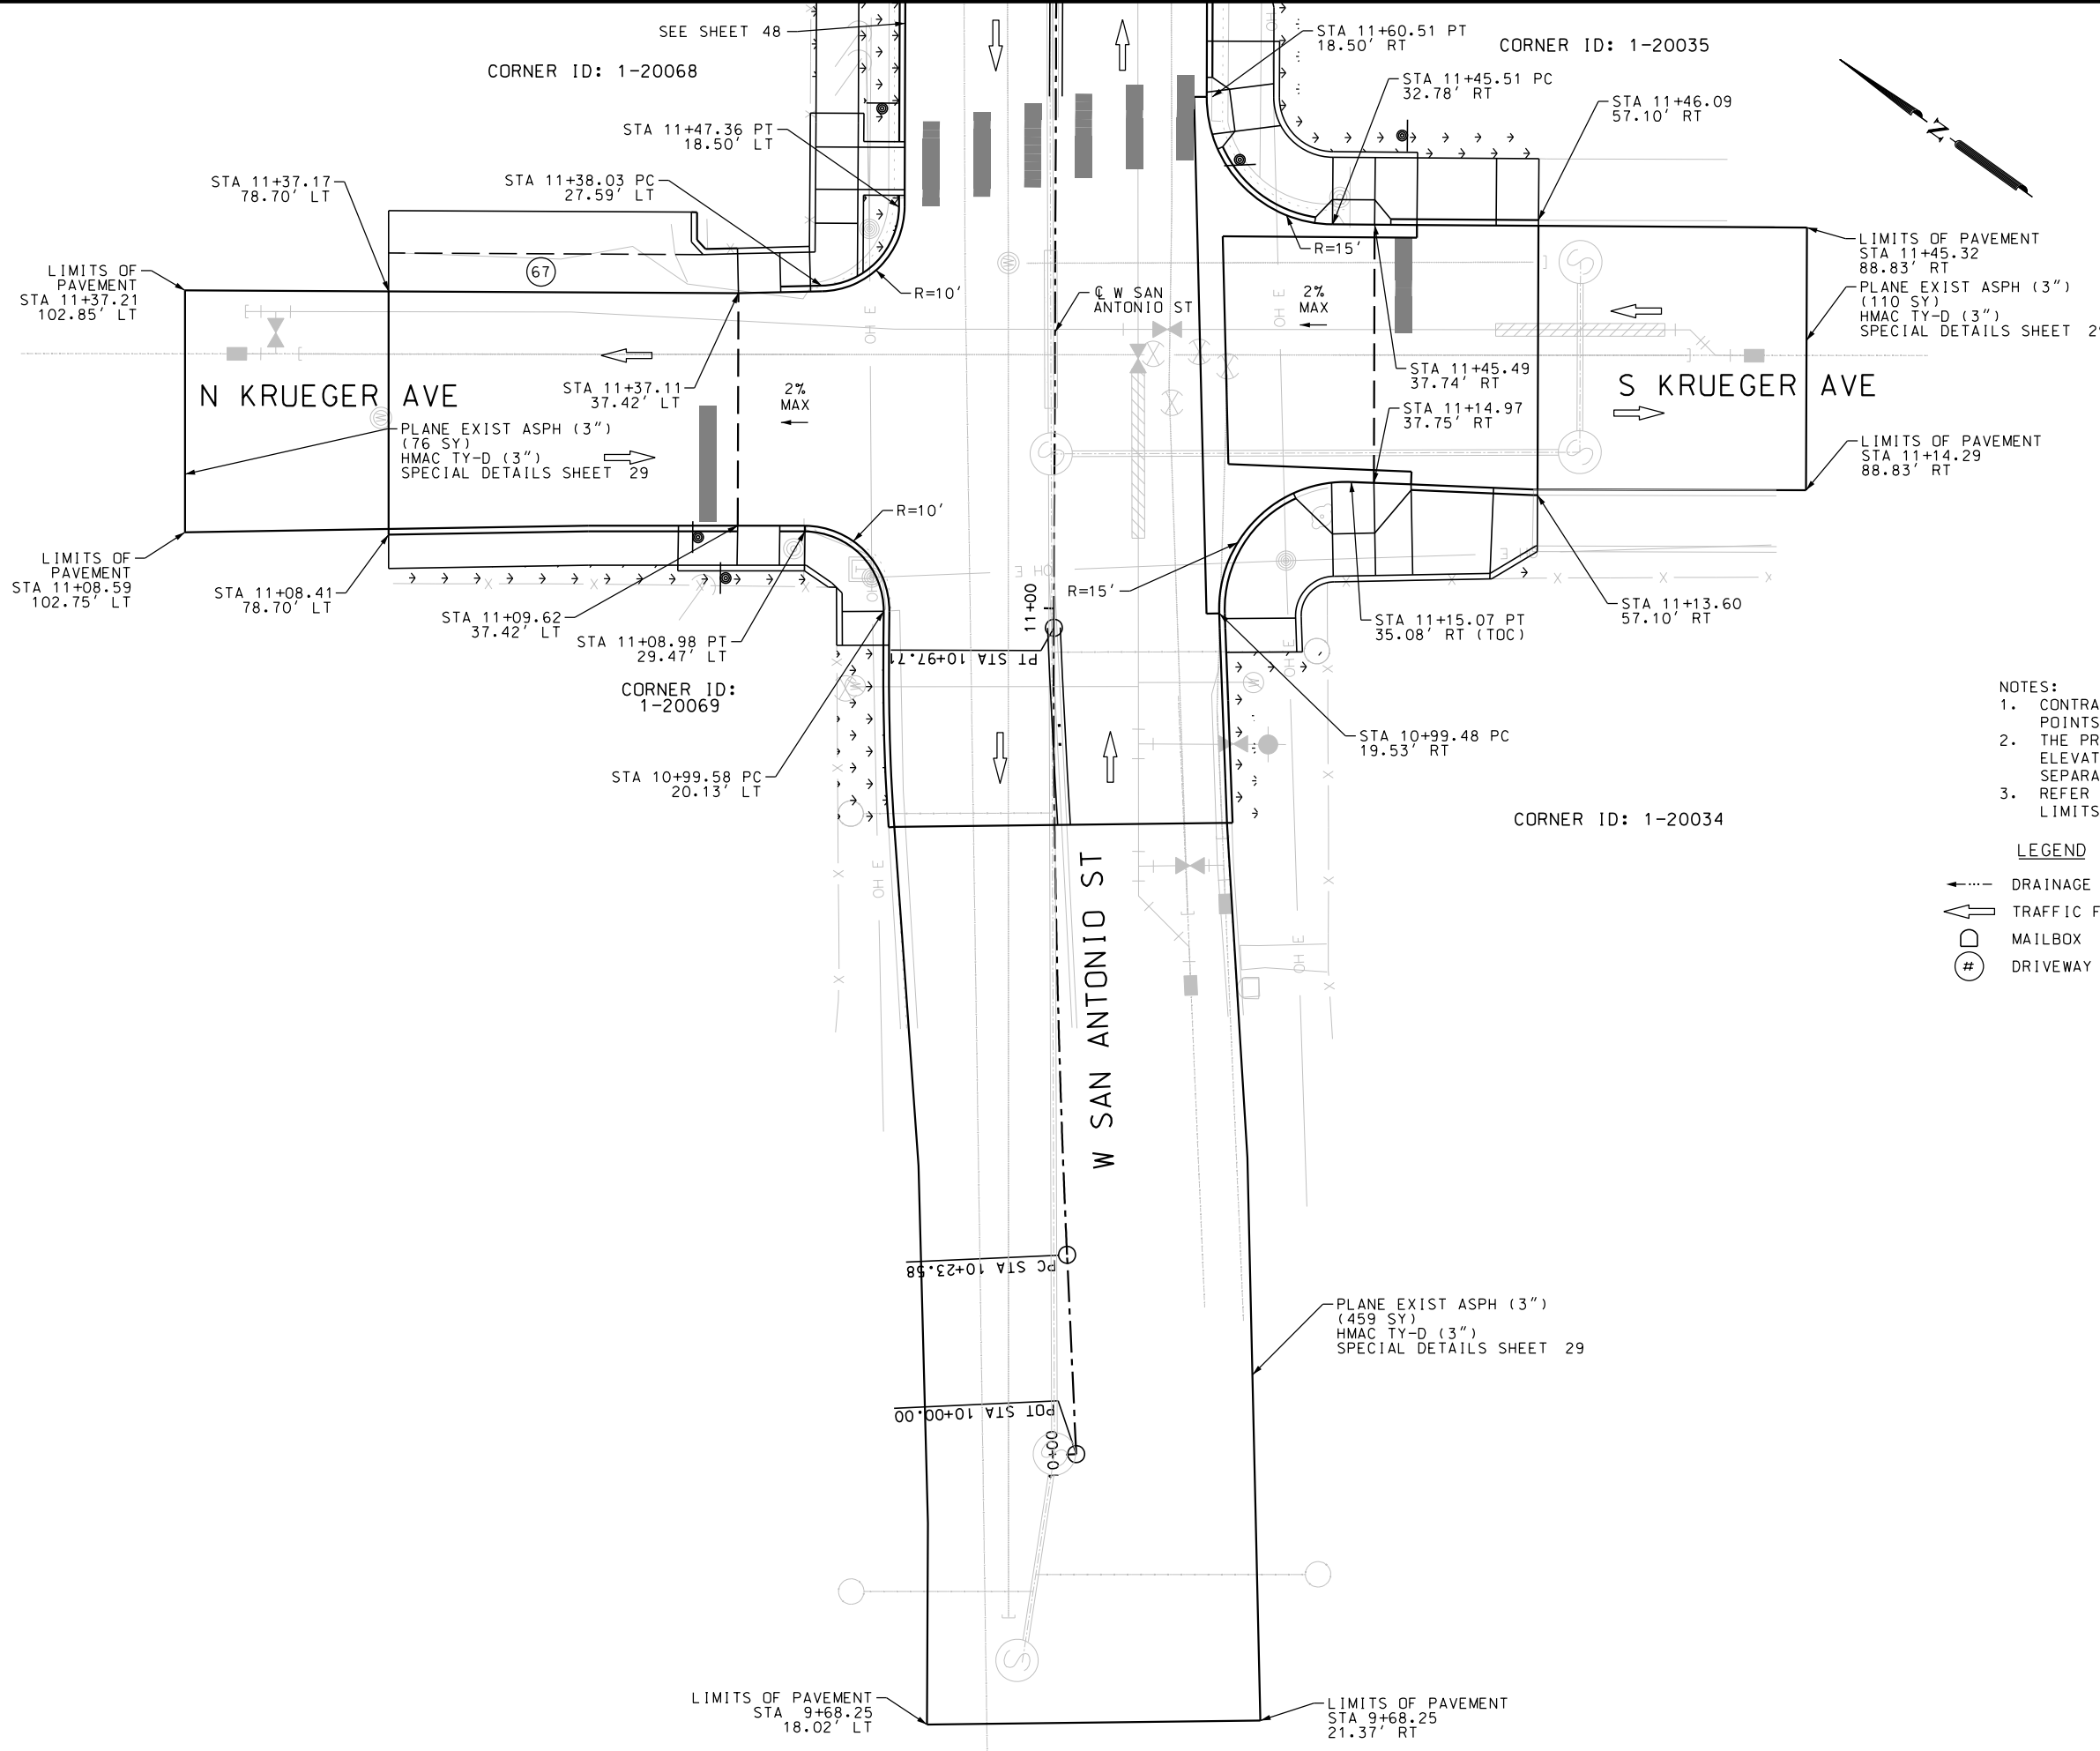 SEE SHEET 48
CORNER ID: 1-20068
STA 11+60.51 PT
18.50' RT
CORNER ID: 1-20035
STA 11+45.51 PC
32.78' RT
STA 11+46.09
57.10' RT
STA 11+47.36 PT
18.50' LT
STA 11+37.17
78.70' LT
STA 11+38.03 PC
27.59' LT
N
LIMITS OF
PAVEMENT
STA 11+37.21
102.85' LT
67
R=10'
R=15'
℄ W SAN
ANTONIO ST
2%
MAX
LIMITS OF PAVEMENT
STA 11+45.32
88.83' RT
PLANE EXIST ASPH (3")
(110 SY)
HMAC TY-D (3")
SPECIAL DETAILS SHEET 2
N KRUEGER AVE
STA 11+37.11
37.42' LT
2%
MAX
STA 11+45.49
37.74' RT
S KRUEGER AVE
STA 11+14.97
37.75' RT
PLANE EXIST ASPH (3")
(76 SY)
HMAC TY-D (3")
SPECIAL DETAILS SHEET 29
LIMITS OF PAVEMENT
STA 11+14.29
88.83' RT
R=10'
LIMITS OF
PAVEMENT
STA 11+08.59
102.75' LT
STA 11+08.41
78.70' LT
STA 11+09.62
37.42' LT
STA 11+08.98 PT
29.47' LT
OH E
OH E
OH E
R=15'
11+00
STA 11+15.07 PT
35.08' RT (TOC)
STA 11+13.60
57.10' RT
PT STA 10+97.71
CORNER ID:
1-20069
STA 10+99.58 PC
20.13' LT
STA 10+99.48 PC
19.53' RT
CORNER ID: 1-20034
NOTES:
1. CONTRA
POINTS
2. THE PR
ELEVAT
SEPARA
3. REFER
LIMITS
LEGEND
DRAINAGE
TRAFFIC F
MAILBOX
# DRIVEWAY
OH E
OH E
W SAN ANTONIO ST
PC STA 10+23.58
PLANE EXIST ASPH (3")
(459 SY)
HMAC TY-D (3")
SPECIAL DETAILS SHEET 29
POT STA 10+00.00
10+00
LIMITS OF PAVEMENT
STA 9+68.25
18.02' LT
LIMITS OF PAVEMENT
STA 9+68.25
21.37' RT